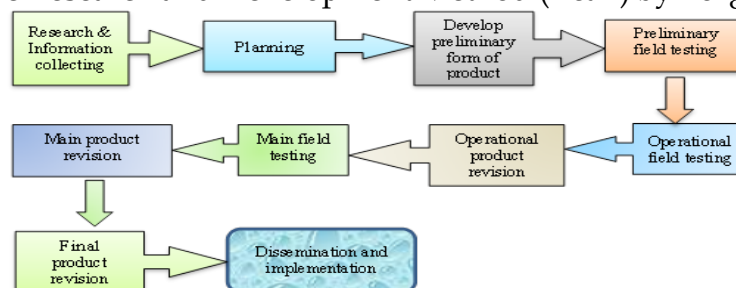 Research &
Information
collecting
Planning
Develop
preliminary
form of
product
Preliminary
field testing
Main product
revision
Main field
testing
Operational
product
revision
Operational
field testing
Final
product
revision
Dissemination and
implementation